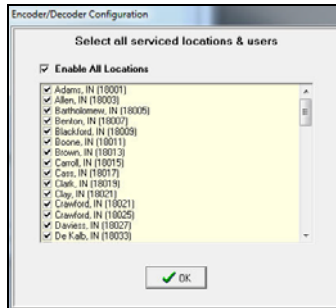 Encoder/Decoder Configuration
Select all serviced locations & users
Enable All Locations
Adams, IN (18001)
Allen, IN (18003)
Bartholomew, IN (18005)
Benton, IN (18007)
Blackford, IN (18009)
Boone, IN (18011)
Brown, IN (18013)
Carroll, IN (18015)
Cass, IN (18017)
Clark, IN (18019)
Clay, IN (18021)
Crawford, IN (18021)
Crawford, IN (18025)
Daviess, IN (18027)
De Kalb, IN (18033)
OK